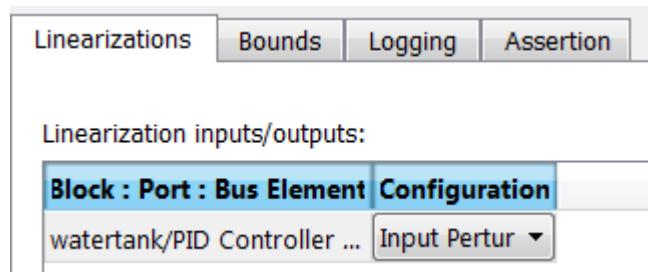 Linearizations Bounds Logging Assertion
Linearization inputs/outputs:
Block : Port : Bus Element Configuration
watertank/PID Controller ... Input Pertur